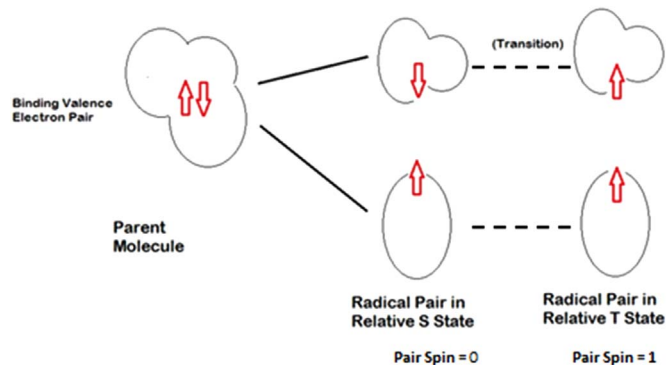 (Transition)
Binding Valence
Electron Pair
Parent
Molecule
Radical Pair in
Relative S State
Radical Pair in
Relative T State
Pair Spin = 0
Pair Spin = 1